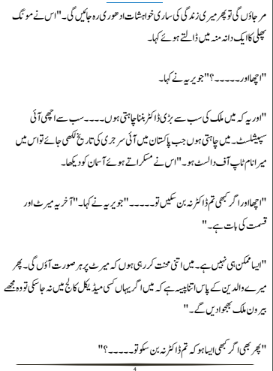 مر جاؤں گی تو پھر میری زندگی کی ساری خواہشات ادھوری رہ جائیں گی۔" اس نے مونگ
پھلی کا ایک دانہ منہ میں ڈالتے ہوئے کہا۔
"اچھا اور۔۔۔۔۔؟" جویریہ نے کہا۔
"اور یہ کہ میں ملک کی سب سے بڑی ڈاکٹر بننا چاہتی ہوں۔۔۔۔ سب سے اچھی آئی
سپیشلسٹ۔ میں چاہتی ہوں جب پاکستان میں آئی سرجری کی تاریخ لکھی جائے تو اس میں
میرا نام ٹاپ آف دا لسٹ ہو۔" اس نے مسکراتے ہوئے آسمان کو دیکھا۔
"اچھا اور اگر کبھی تم ڈاکٹر نہ بن سکیں تو۔۔۔۔۔" جویریہ نے کہا۔ "آخر یہ میرٹ اور
قسمت کی بات ہے۔"
"ایسا ممکن ہی نہیں ہے۔ میں اتنی محنت کر رہی ہوں کہ میرٹ پر ہر صورت آؤں گی۔ پھر
میرے والدین کے پاس اتنا پیسہ ہے کہ میں اگر یہاں کسی میڈیکل کالج میں نہ جا سکی تو وہ مجھے
بیرون ملک بھجوا دیں گے۔"
"پھر بھی اگر کبھی ایسا ہو کہ تم ڈاکٹر نہ بن سکو تو۔۔۔۔۔؟"
4